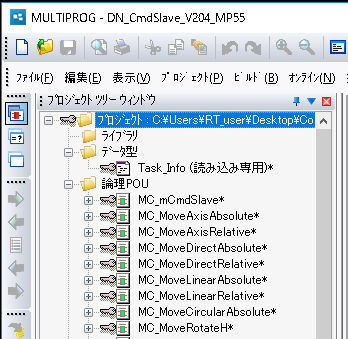 MULTIPROG - DN_CmdSlave_V204_MP55
ファイル(F) 編集(E) 表示(V) プロジェクト(P) ビルド(B) オンライン(N)
プロジェクト ツリー ウィンドウ
プロジェクト : C:¥Users¥RT_user¥Desktop¥Co
ライブラリ
データ型
Task_Info (読み込み専用)*
論理POU
MC_mCmdSlave*
MC_MoveAxisAbsolute*
MC_MoveAxisRelative*
MC_MoveDirectAbsolute*
MC_MoveDirectRelative*
MC_MoveLinearAbsolute*
MC_MoveLinearRelative*
MC_MoveCircularAbsolute*
MC_MoveRotateH*